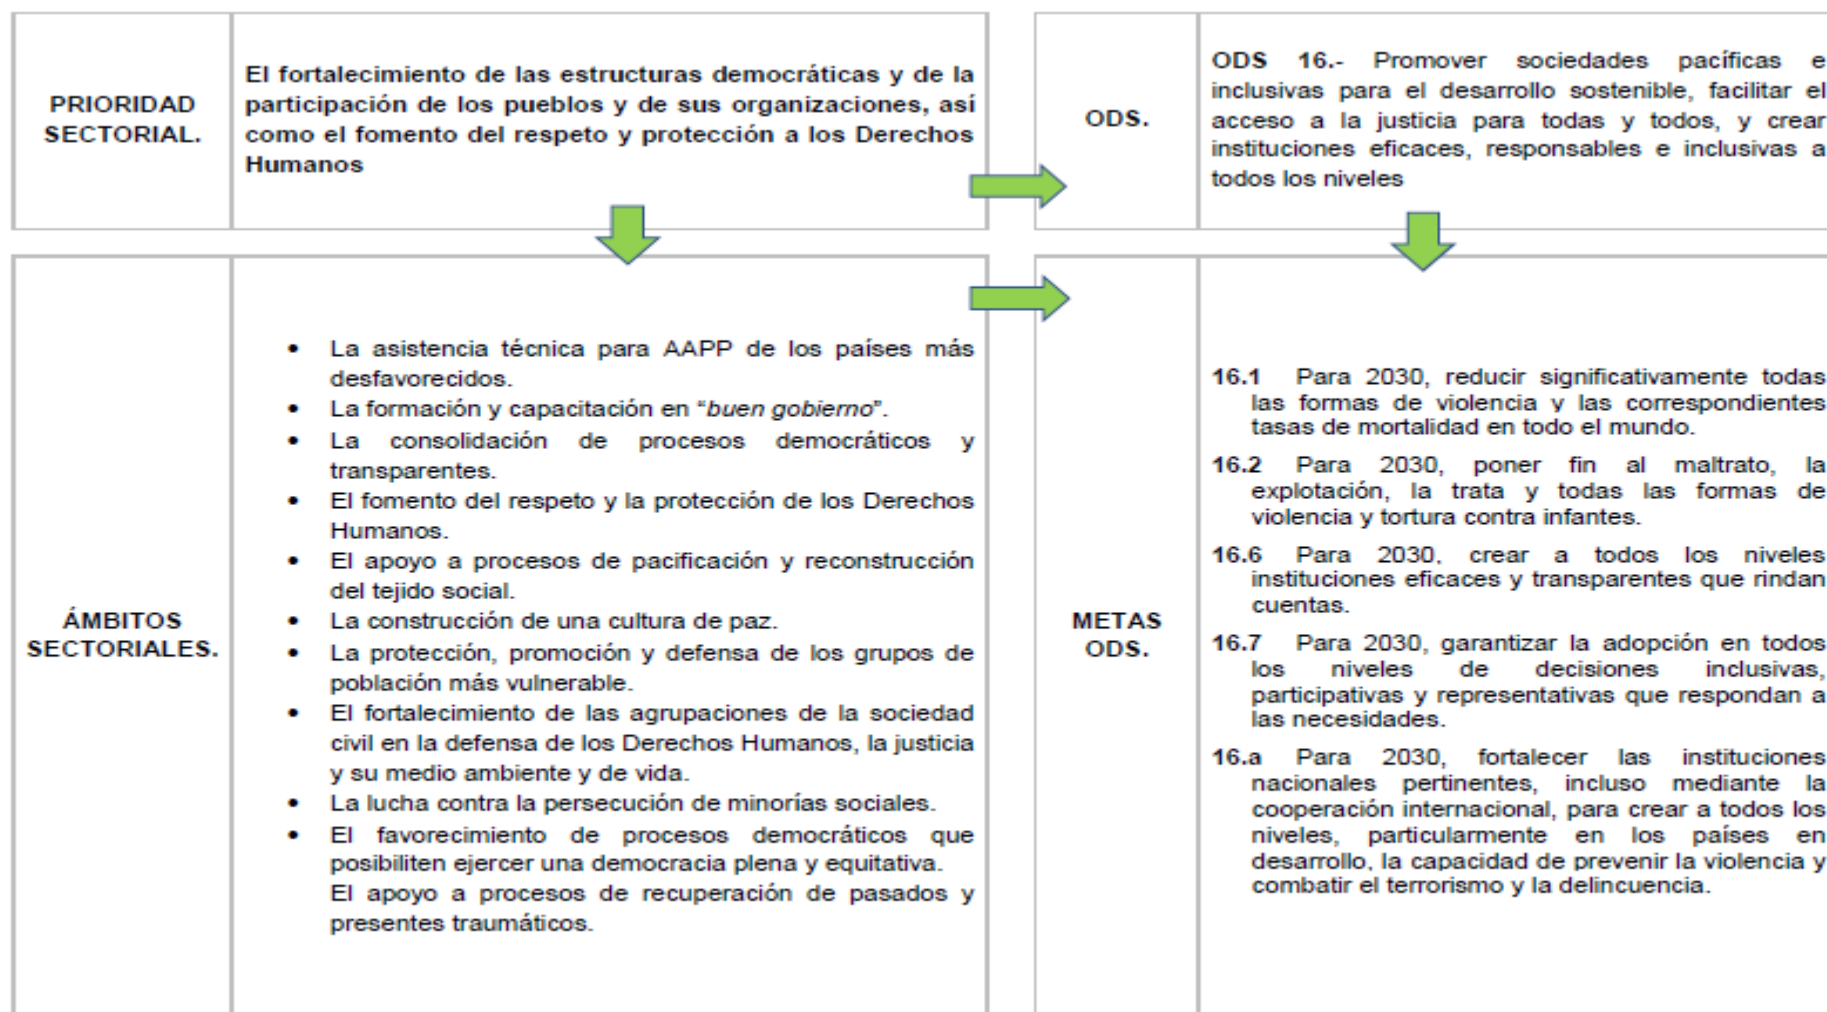 PRIORIDAD
SECTORIAL.
El fortalecimiento de las estructuras democráticas y de la
participación de los pueblos y de sus organizaciones, así
como el fomento del respeto y protección a los Derechos
Humanos
ODS.
ODS 16.- Promover sociedades pacíficas e
inclusivas para el desarrollo sostenible, facilitar el
acceso a la justicia para todas y todos, y crear
instituciones eficaces, responsables e inclusivas a
todos los niveles
ÁMBITOS
SECTORIALES.
• La asistencia técnica para AAPP de los países más
desfavorecidos.
• La formación y capacitación en “buen gobierno”.
• La consolidación de procesos democráticos y
transparentes.
• El fomento del respeto y la protección de los Derechos
Humanos.
• El apoyo a procesos de pacificación y reconstrucción
del tejido social.
• La construcción de una cultura de paz.
• La protección, promoción y defensa de los grupos de
población más vulnerable.
• El fortalecimiento de las agrupaciones de la sociedad
civil en la defensa de los Derechos Humanos, la justicia
y su medio ambiente y de vida.
• La lucha contra la persecución de minorías sociales.
• El favorecimiento de procesos democráticos que
posibiliten ejercer una democracia plena y equitativa.
El apoyo a procesos de recuperación de pasados y
presentes traumáticos.
METAS
ODS.
16.1 Para 2030, reducir significativamente todas
las formas de violencia y las correspondientes
tasas de mortalidad en todo el mundo.
16.2 Para 2030, poner fin al maltrato, la
explotación, la trata y todas las formas de
violencia y tortura contra infantes.
16.6 Para 2030, crear a todos los niveles
instituciones eficaces y transparentes que rindan
cuentas.
16.7 Para 2030, garantizar la adopción en todos
los niveles de decisiones inclusivas,
participativas y representativas que respondan a
las necesidades.
16.a Para 2030, fortalecer las instituciones
nacionales pertinentes, incluso mediante la
cooperación internacional, para crear a todos los
niveles, particularmente en los países en
desarrollo, la capacidad de prevenir la violencia y
combatir el terrorismo y la delincuencia.